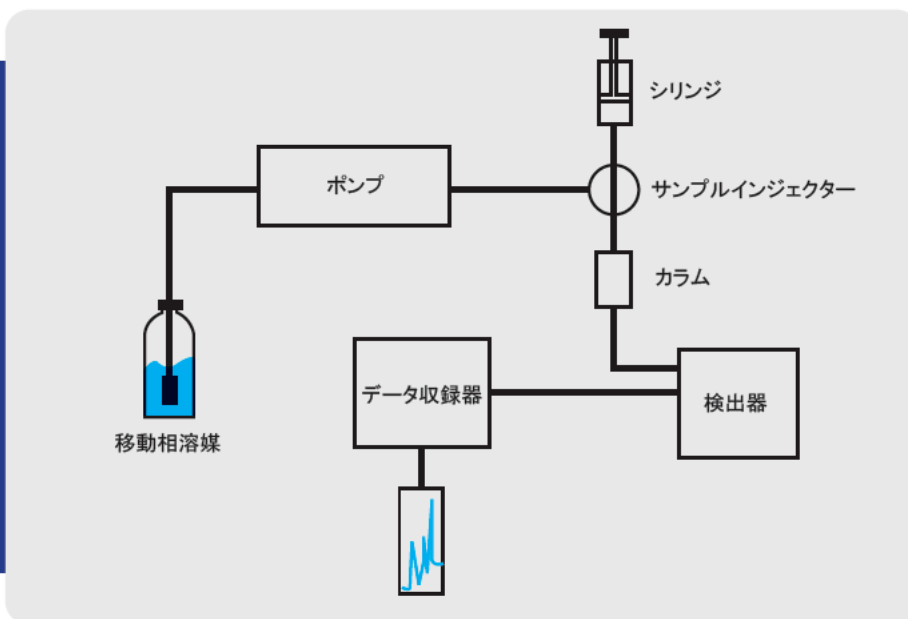 シリンジ
ポンプ
サンプルインジェクター
カラム
データ収録器
検出器
移動相溶媒